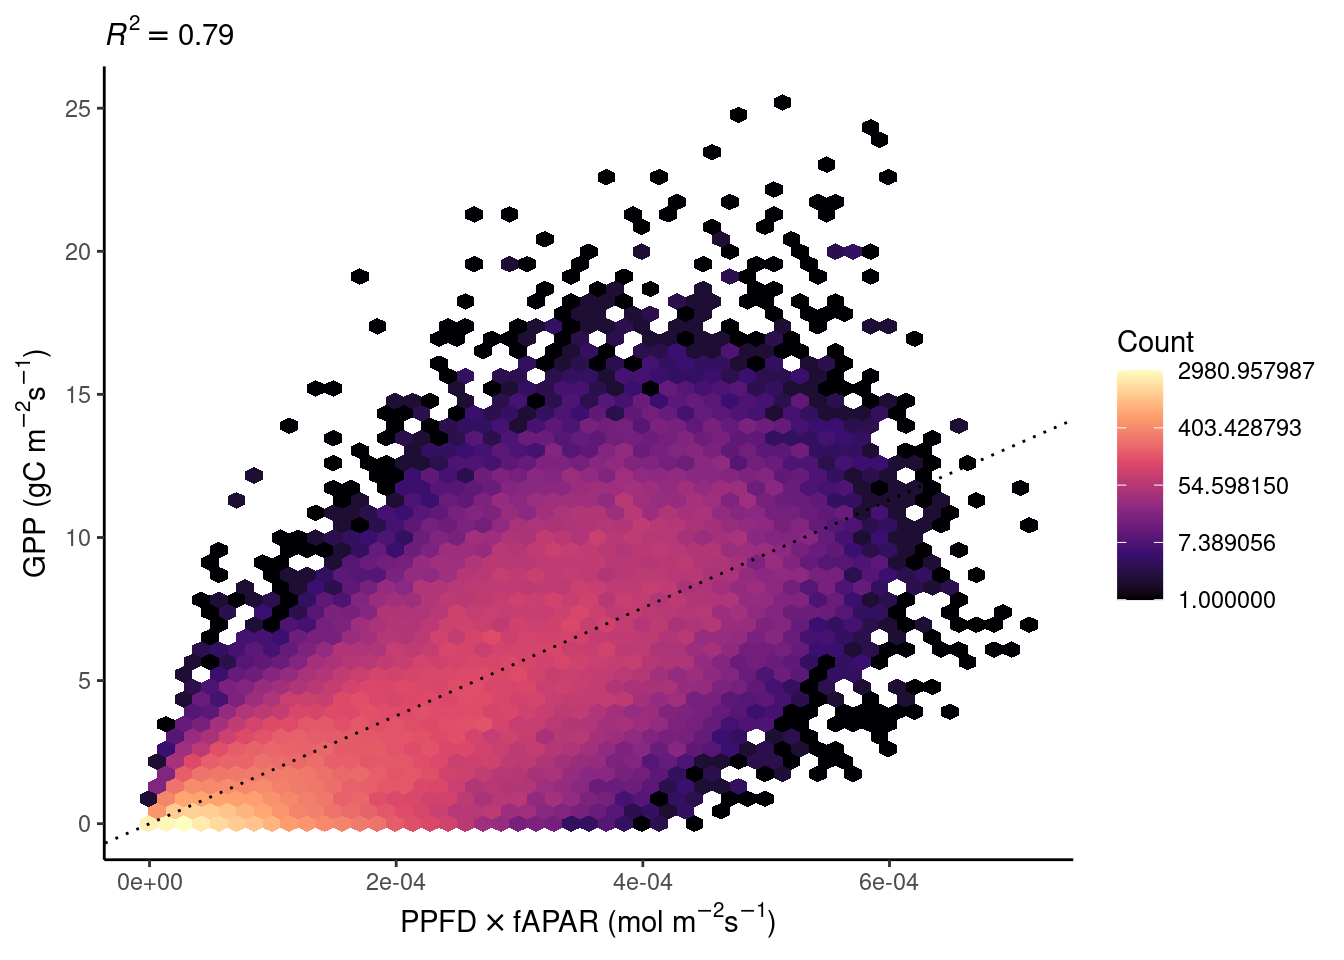 R² = 0.79
25
20
15
10
5
0
GPP (gC m⁻²s⁻¹)
0e+00 2e-04 4e-04 6e-04
PPFD × fAPAR (mol m⁻²s⁻¹)
Count
2980.957987
403.428793
54.598150
7.389056
1.000000